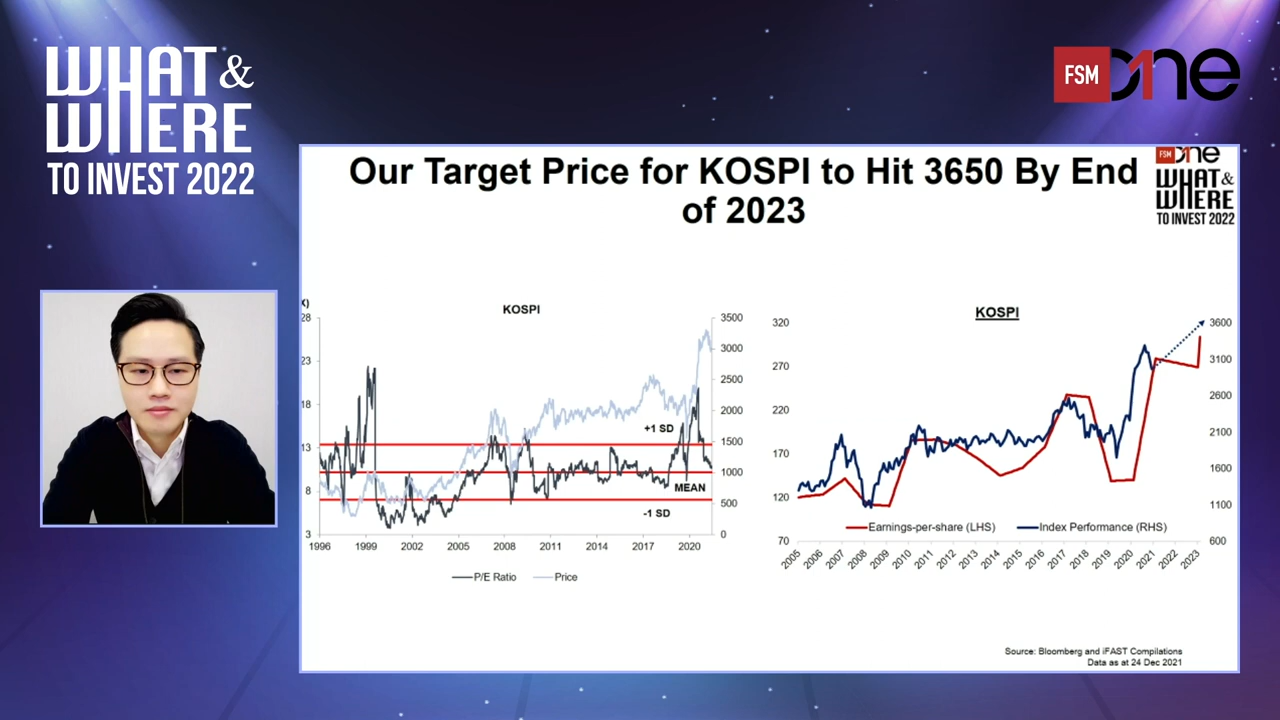 WHAT &
WHERE
TO INVEST 2022
FSM One
Our Target Price for KOSPI to Hit 3650 By End
of 2023
FSM One
WHAT &
WHERE
TO INVEST 2022
X)
KOSPI
28
23
18
13
8
3
3500
3000
2500
2000
1500
1000
500
0
+1 SD
MEAN
-1 SD
1996 1999 2002 2005 2008 2011 2014 2017 2020
P/E Ratio Price
KOSPI
320
270
220
170
120
70
3600
3100
2600
2100
1600
1100
600
Earnings-per-share (LHS) Index Performance (RHS)
2005 2006 2007 2008 2009 2010 2011 2012 2013 2014 2015 2016 2017 2018 2019 2020 2021 2022 2023
Source: Bloomberg and iFAST Compilations
Data as at 24 Dec 2021